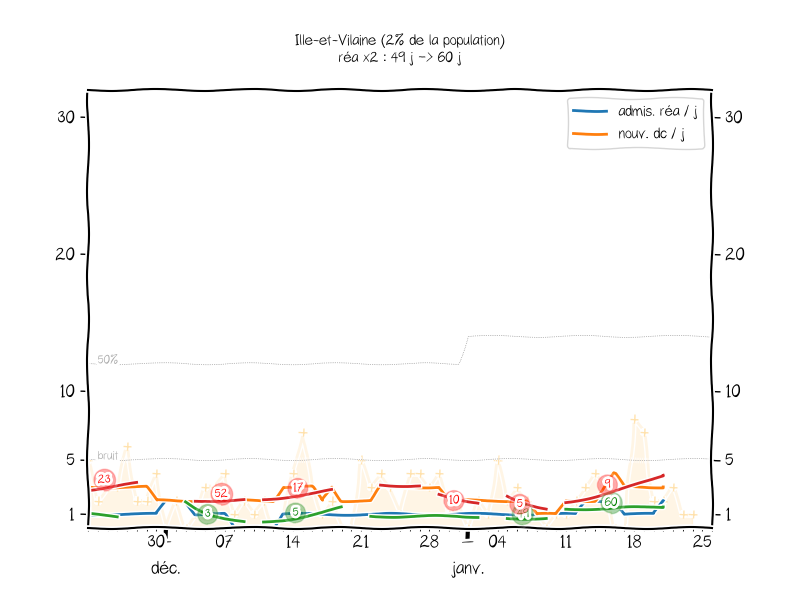 Ille-et-Vilaine (2% de la population)
réa x2 : 49 j -> 60 j
admis. réa / j
nouv. dc / j
30 30
20 20
50%
10 10
bruit
5 5
23 52 17 10 5 9
3 5 60
1 1
30 07 14 21 28 04 11 18 25
déc. janv.